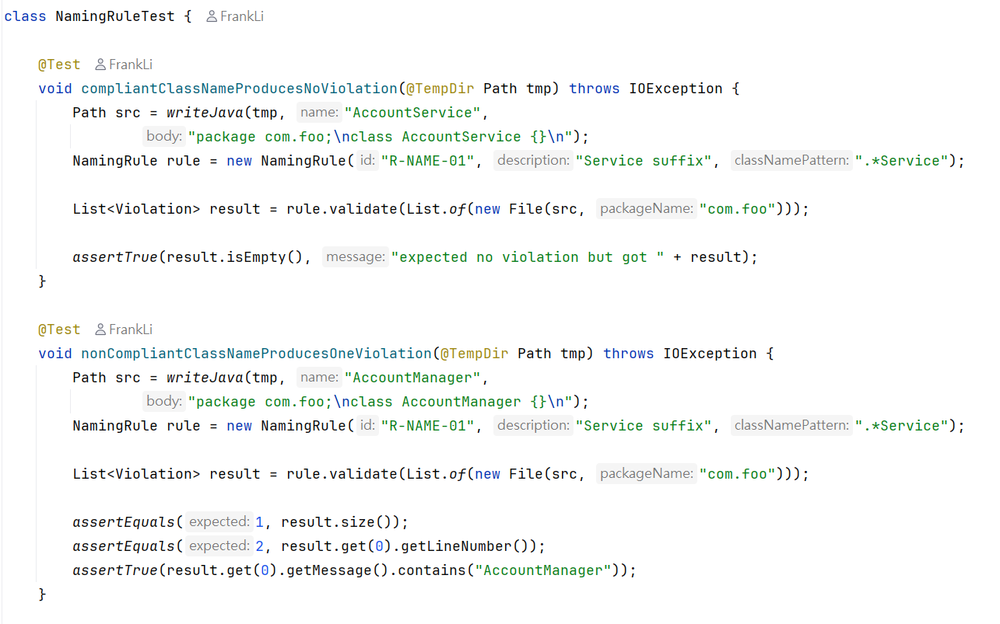 class NamingRuleTest { FrankLi
@Test FrankLi
void compliantClassNameProducesNoViolation(@TempDir Path tmp) throws IOException {
Path src = writeJava(tmp, name: "AccountService",
body: "package com.foo;\nclass AccountService {}\n");
NamingRule rule = new NamingRule( id: "R-NAME-01", description: "Service suffix", classNamePattern: ".*Service");
List<Violation> result = rule.validate(List.of(new File(src, packageName: "com.foo")));
assertTrue(result.isEmpty(), message: "expected no violation but got " + result);
}
@Test FrankLi
void nonCompliantClassNameProducesOneViolation(@TempDir Path tmp) throws IOException {
Path src = writeJava(tmp, name: "AccountManager",
body: "package com.foo;\nclass AccountManager {}\n");
NamingRule rule = new NamingRule( id: "R-NAME-01", description: "Service suffix", classNamePattern: ".*Service");
List<Violation> result = rule.validate(List.of(new File(src, packageName: "com.foo")));
assertEquals( expected: 1, result.size());
assertEquals( expected: 2, result.get(0).getLineNumber());
assertTrue(result.get(0).getMessage().contains("AccountManager"));
}